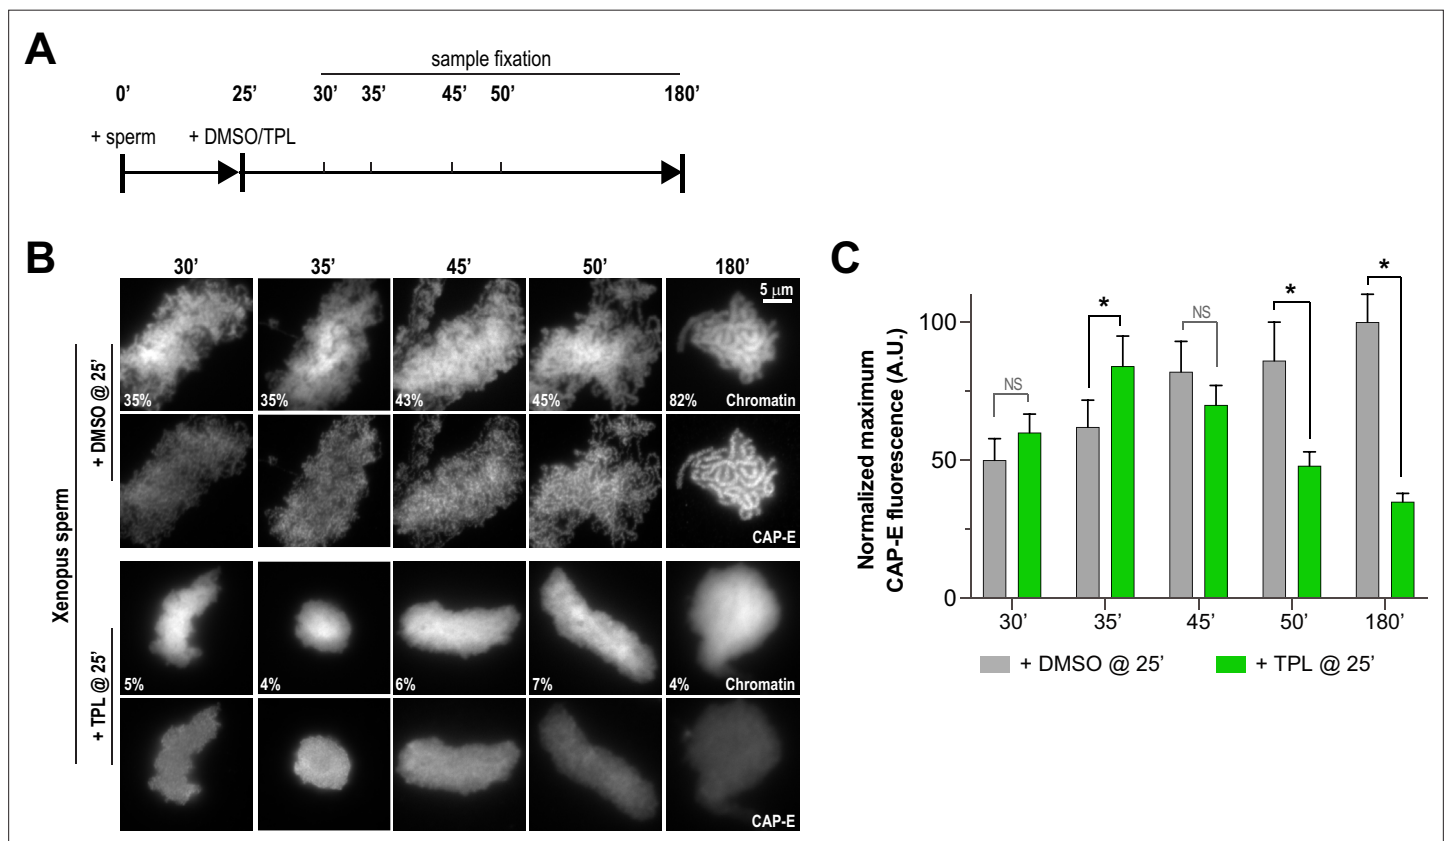 A
sample fixation
0’ 25’ 30’ 35’ 45’ 50’ 180’
+ sperm + DMSO/TPL
B
30’ 35’ 45’ 50’ 180’
5 μm
35% 35% 43% 45% 82% Chromatin
CAP-E
5% 4% 6% 7% 4% Chromatin
CAP-E
Xenopus sperm
+ DMSO @ 25’
+ TPL @ 25’
C
Normalized maximum
CAP-E fluorescence (A.U.)
100
50
0
NS * NS * *
30’ 35’ 45’ 50’ 180’
+ DMSO @ 25’ + TPL @ 25’